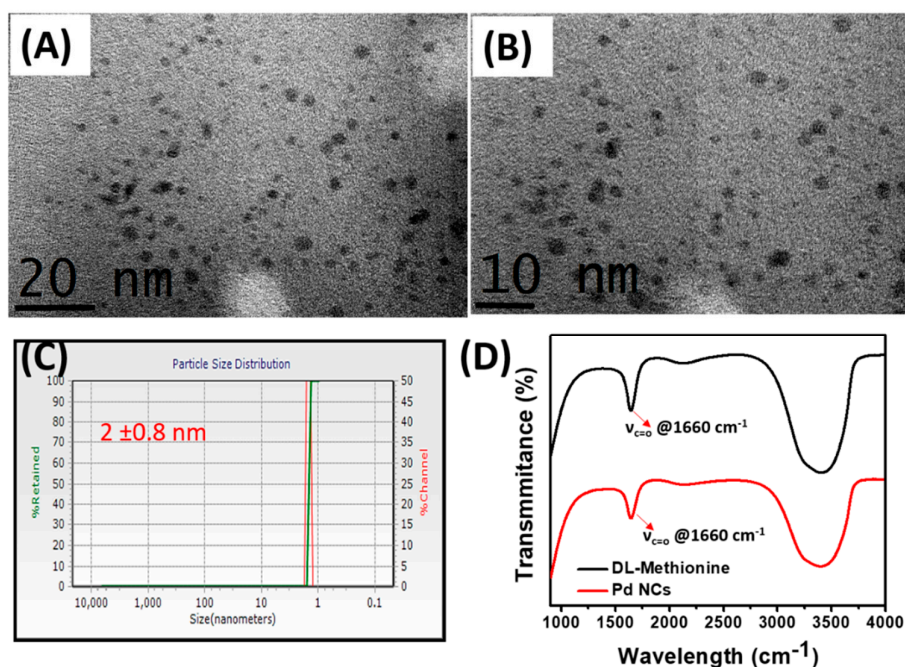 (A)
20 nm
(B)
10 nm
(C)
Particle Size Distribution
100
90
80
70
60
50
40
30
20
10
0
%Retained
2 ±0.8 nm
50
45
40
35
30
25
20
15
10
5
0
%Channel
10,000 1,000 100 10 1 0.1
Size(nanometers)
(D)
Transmitance (%)
νc=o @1660 cm-1
νc=o @1660 cm-1
DL-Methionine
Pd NCs
1000 1500 2000 2500 3000 3500 4000
Wavelength (cm-1)